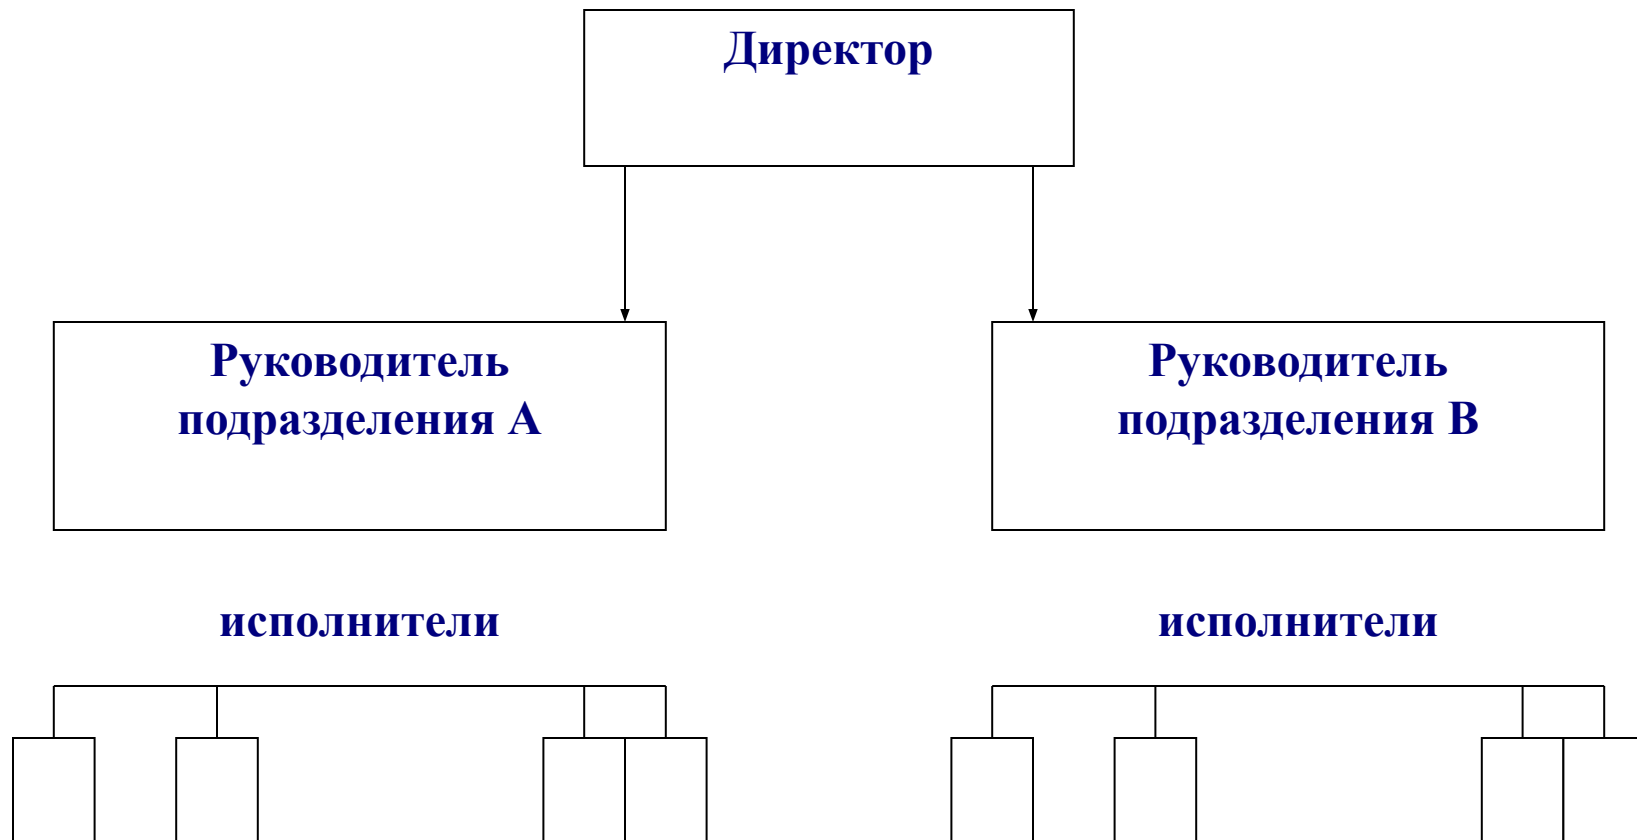 Директор
Руководитель
подразделения А
Руководитель
подразделения В
исполнители
исполнители